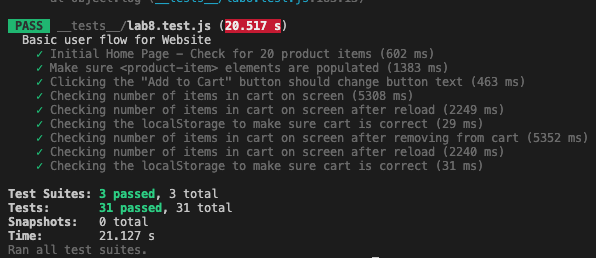 at Object.log (__tests__/lab8.test.js:183:13)
PASS __tests__/lab8.test.js (20.517 s)
Basic user flow for Website
✓ Initial Home Page – Check for 20 product items (602 ms)
✓ Make sure <product-item> elements are populated (1383 ms)
✓ Clicking the "Add to Cart" button should change button text (463 ms)
✓ Checking number of items in cart on screen (5308 ms)
✓ Checking number of items in cart on screen after reload (2249 ms)
✓ Checking the localStorage to make sure cart is correct (29 ms)
✓ Checking number of items in cart on screen after removing from cart (5352 ms)
✓ Checking number of items in cart on screen after reload (2240 ms)
✓ Checking the localStorage to make sure cart is correct (31 ms)
Test Suites: 3 passed, 3 total
Tests: 31 passed, 31 total
Snapshots: 0 total
Time: 21.127 s
Ran all test suites.